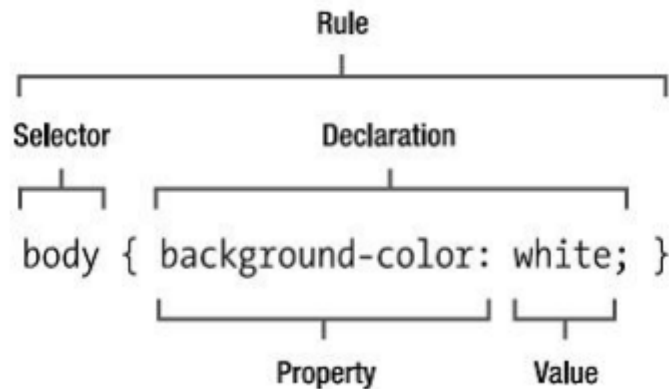 Rule
Selector Declaration
body { background-color: white; }
Property Value